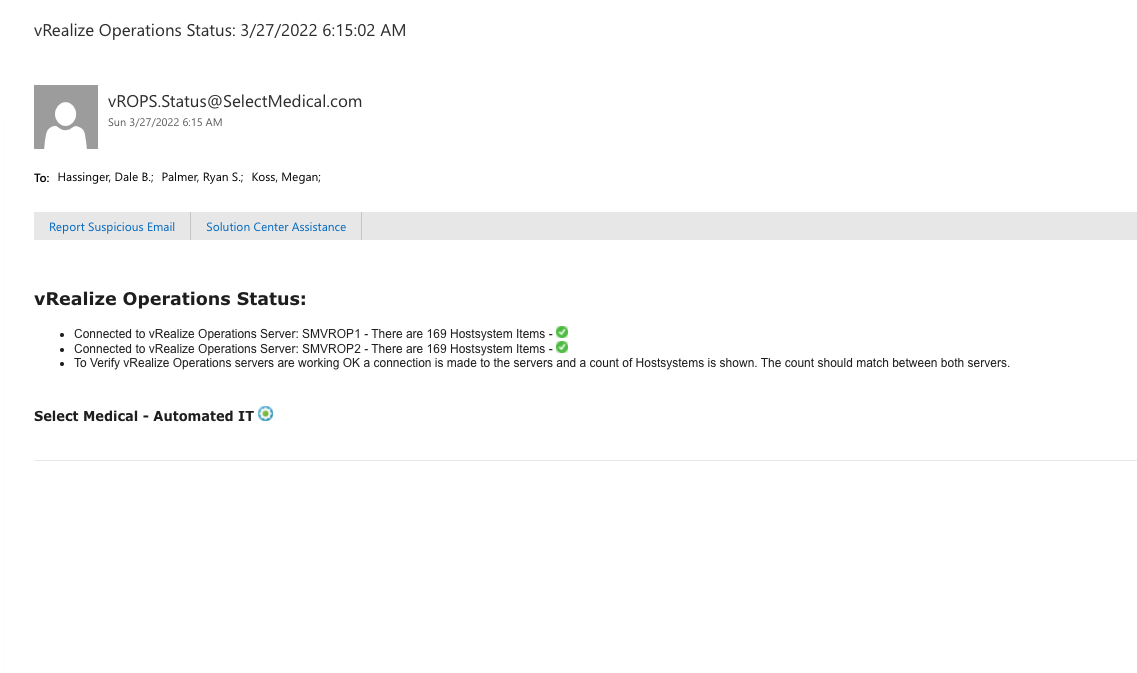 vRealize Operations Status: 3/27/2022 6:15:02 AM
vROPS.Status@SelectMedical.com
Sun 3/27/2022 6:15 AM
To: Hassinger, Dale B.; Palmer, Ryan S.; Koss, Megan;
Report Suspicious Email Solution Center Assistance
vRealize Operations Status:
• Connected to vRealize Operations Server: SMVROP1 - There are 169 Hostsystem Items -
• Connected to vRealize Operations Server: SMVROP2 - There are 169 Hostsystem Items -
• To Verify vRealize Operations servers are working OK a connection is made to the servers and a count of Hostsystems is shown. The count should match between both servers.
Select Medical - Automated IT